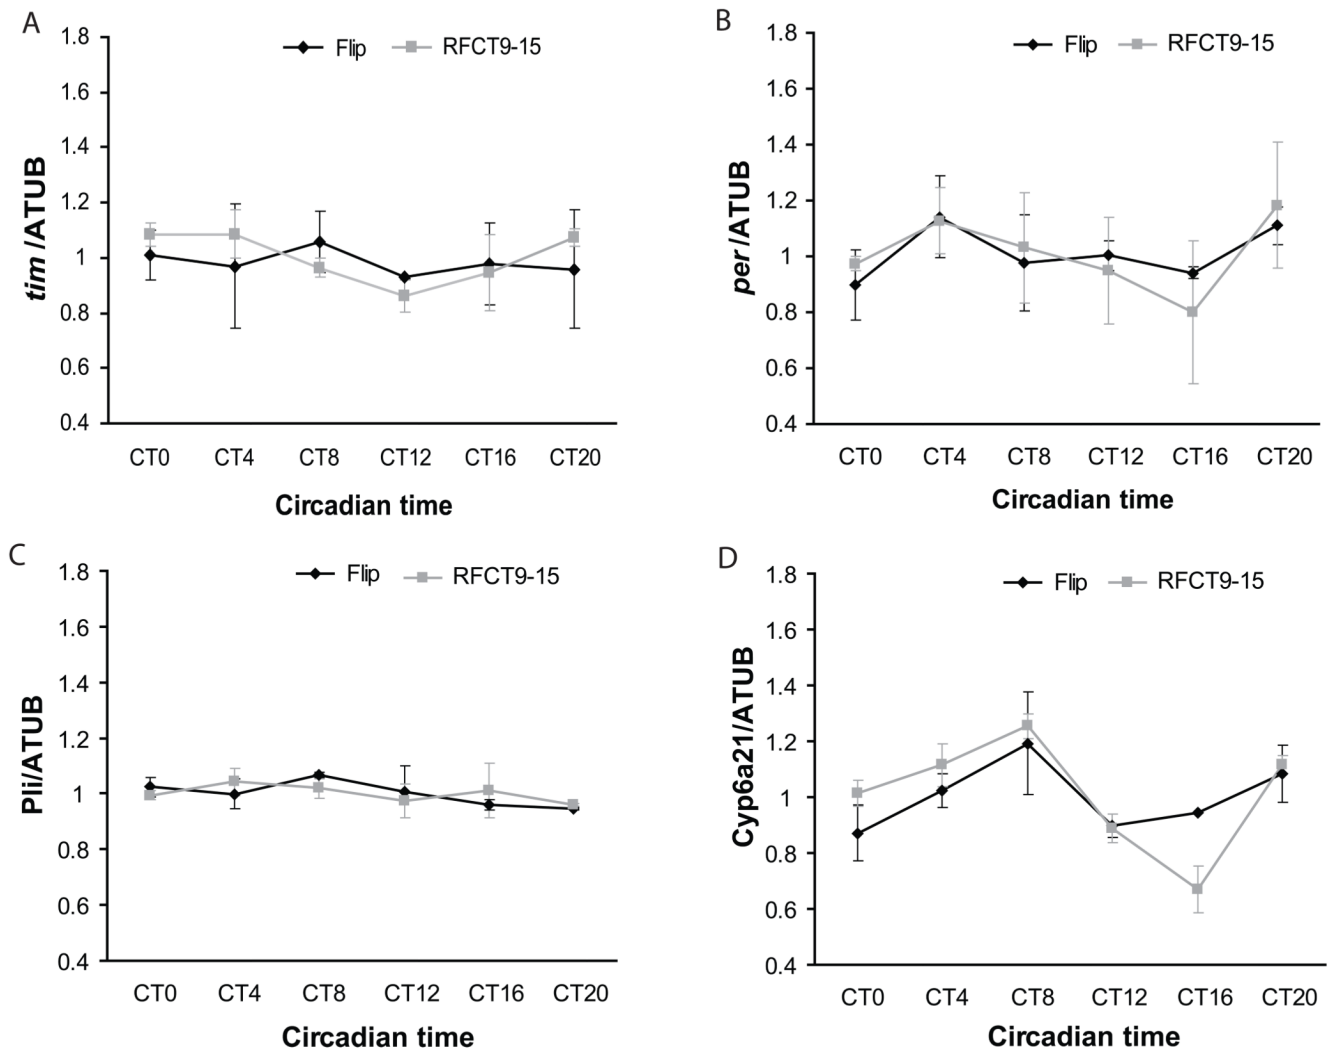 A
Flip
RFCT9-15
1.8
1.6
1.4
1.2
1
0.8
0.6
0.4
tim /ATUB
CT0 CT4 CT8 CT12 CT16 CT20
Circadian time
B
Flip
RFCT9-15
1.8
1.6
1.4
1.2
1
0.8
0.6
0.4
per/ATUB
CT0 CT4 CT8 CT12 CT16 CT20
Circadian time
C
Flip
RFCT9-15
1.8
1.6
1.4
1.2
1
0.8
0.6
0.4
Pli/ATUB
CT0 CT4 CT8 CT12 CT16 CT20
Circadian time
D
Flip
RFCT9-15
1.8
1.6
1.4
1.2
1
0.8
0.6
0.4
Cyp6a21/ATUB
CT0 CT4 CT8 CT12 CT16 CT20
Circadian time